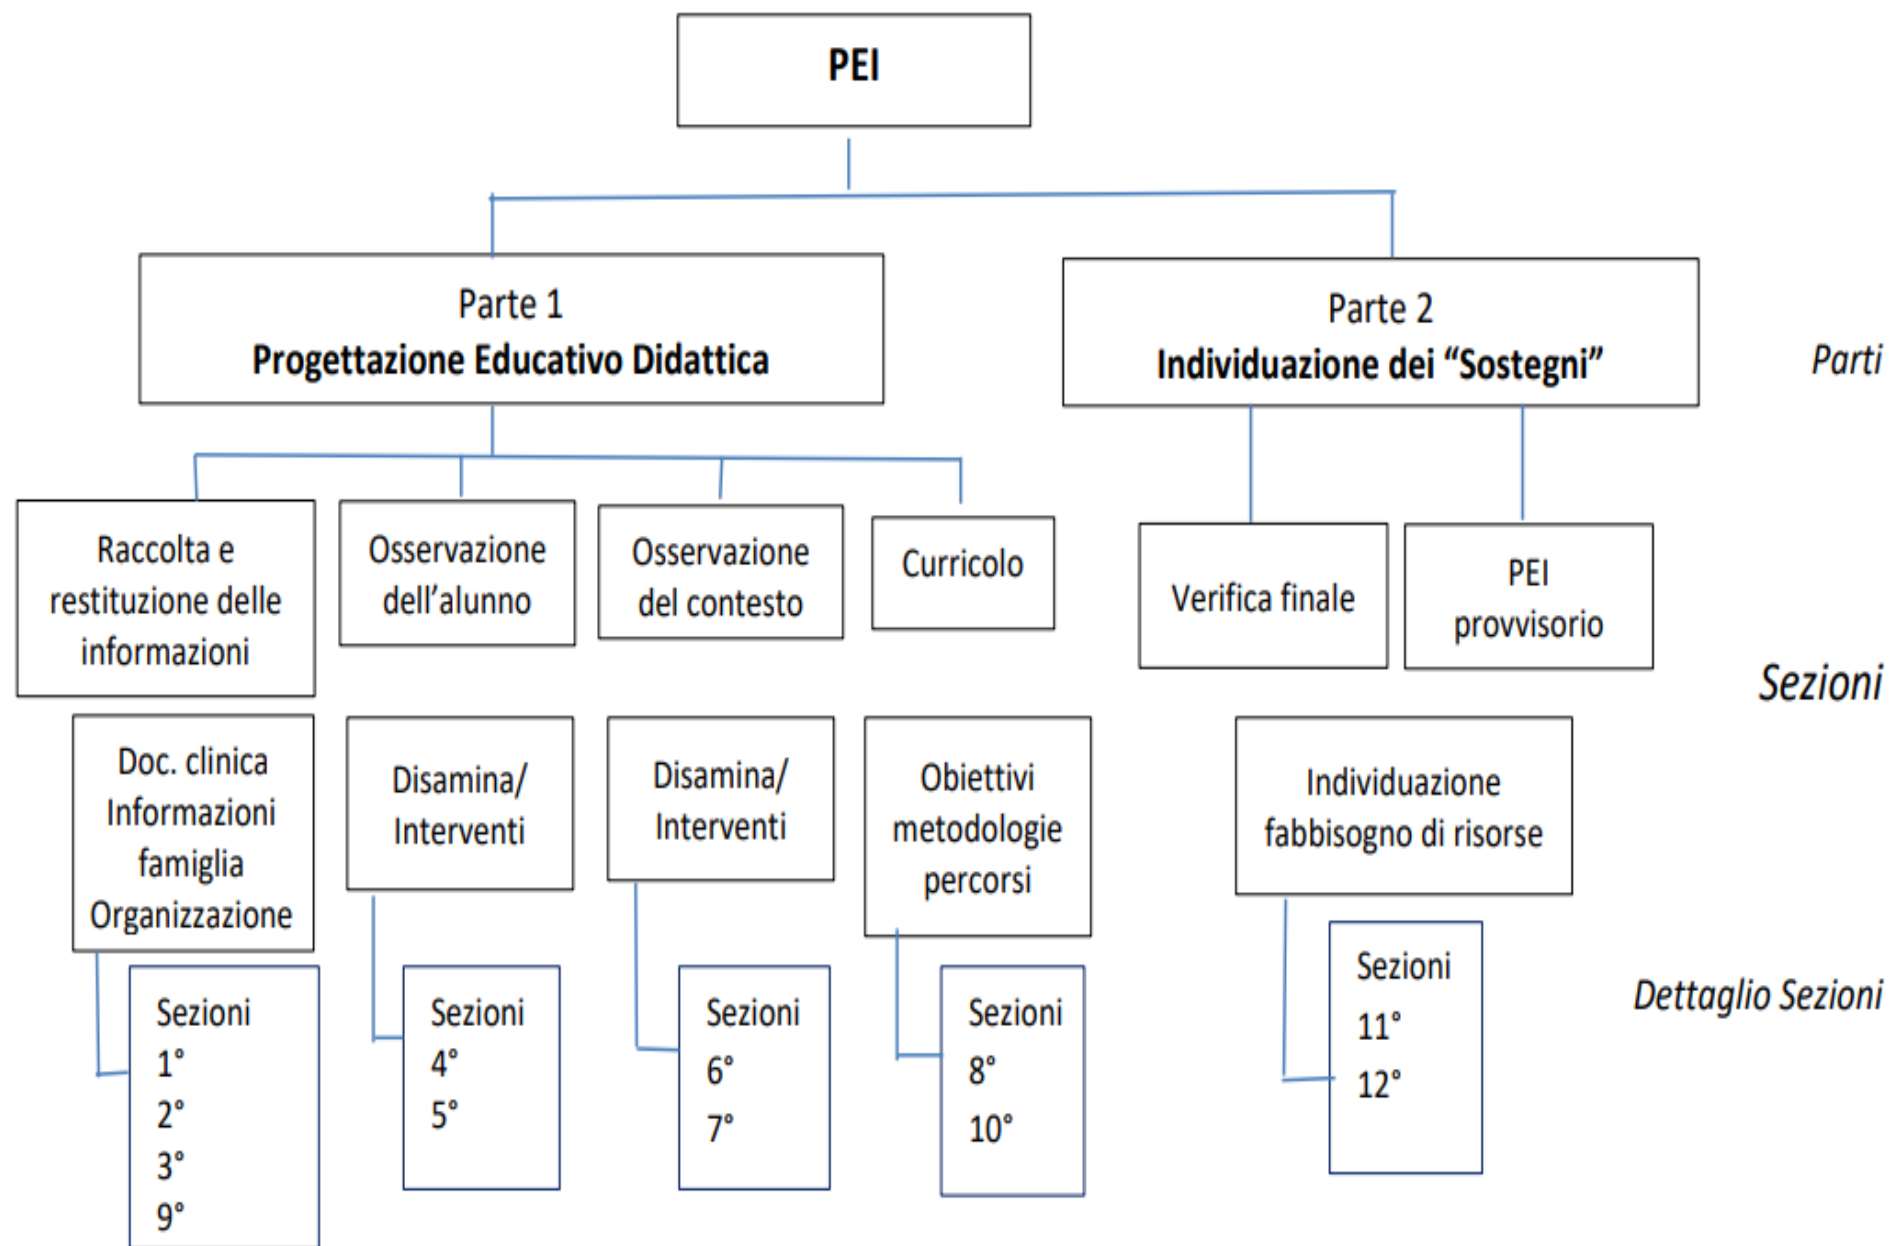 PEI
Parte 1
Progettazione Educativo Didattica
Parte 2
Individuazione dei “Sostegni”
Parti
Raccolta e
restituzione delle
informazioni
Osservazione
dell’alunno
Osservazione
del contesto
Curricolo
Verifica finale
PEI
provvisorio
Sezioni
Doc. clinica
Informazioni
famiglia
Organizzazione
Disamina/
Interventi
Disamina/
Interventi
Obiettivi
metodologie
percorsi
Individuazione
fabbisogno di risorse
Sezioni
1°
2°
3°
9°
Sezioni
4°
5°
Sezioni
6°
7°
Sezioni
8°
10°
Sezioni
11°
12°
Dettaglio Sezioni